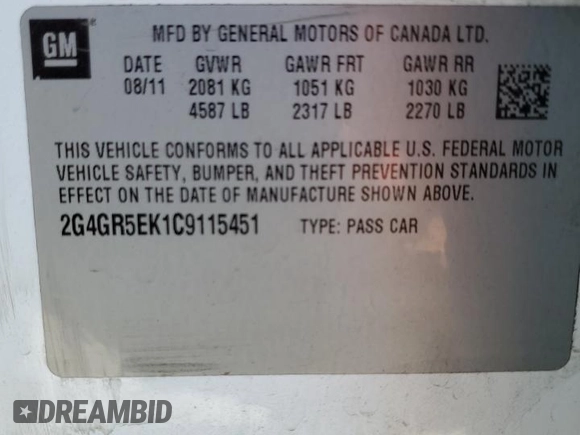 GM
MFD BY GENERAL MOTORS OF CANADA LTD.
DATE GVWR GAWR FRT GAWR RR
08/11 2081 KG 1051 KG 1030 KG
4587 LB 2317 LB 2270 LB
THIS VEHICLE CONFORMS TO ALL APPLICABLE U.S. FEDERAL MOTOR
VEHICLE SAFETY, BUMPER, AND THEFT PREVENTION STANDARDS IN
EFFECT ON THE DATE OF MANUFACTURE SHOWN ABOVE.
2G4GR5EK1C9115451 TYPE: PASS CAR
DREAMBID